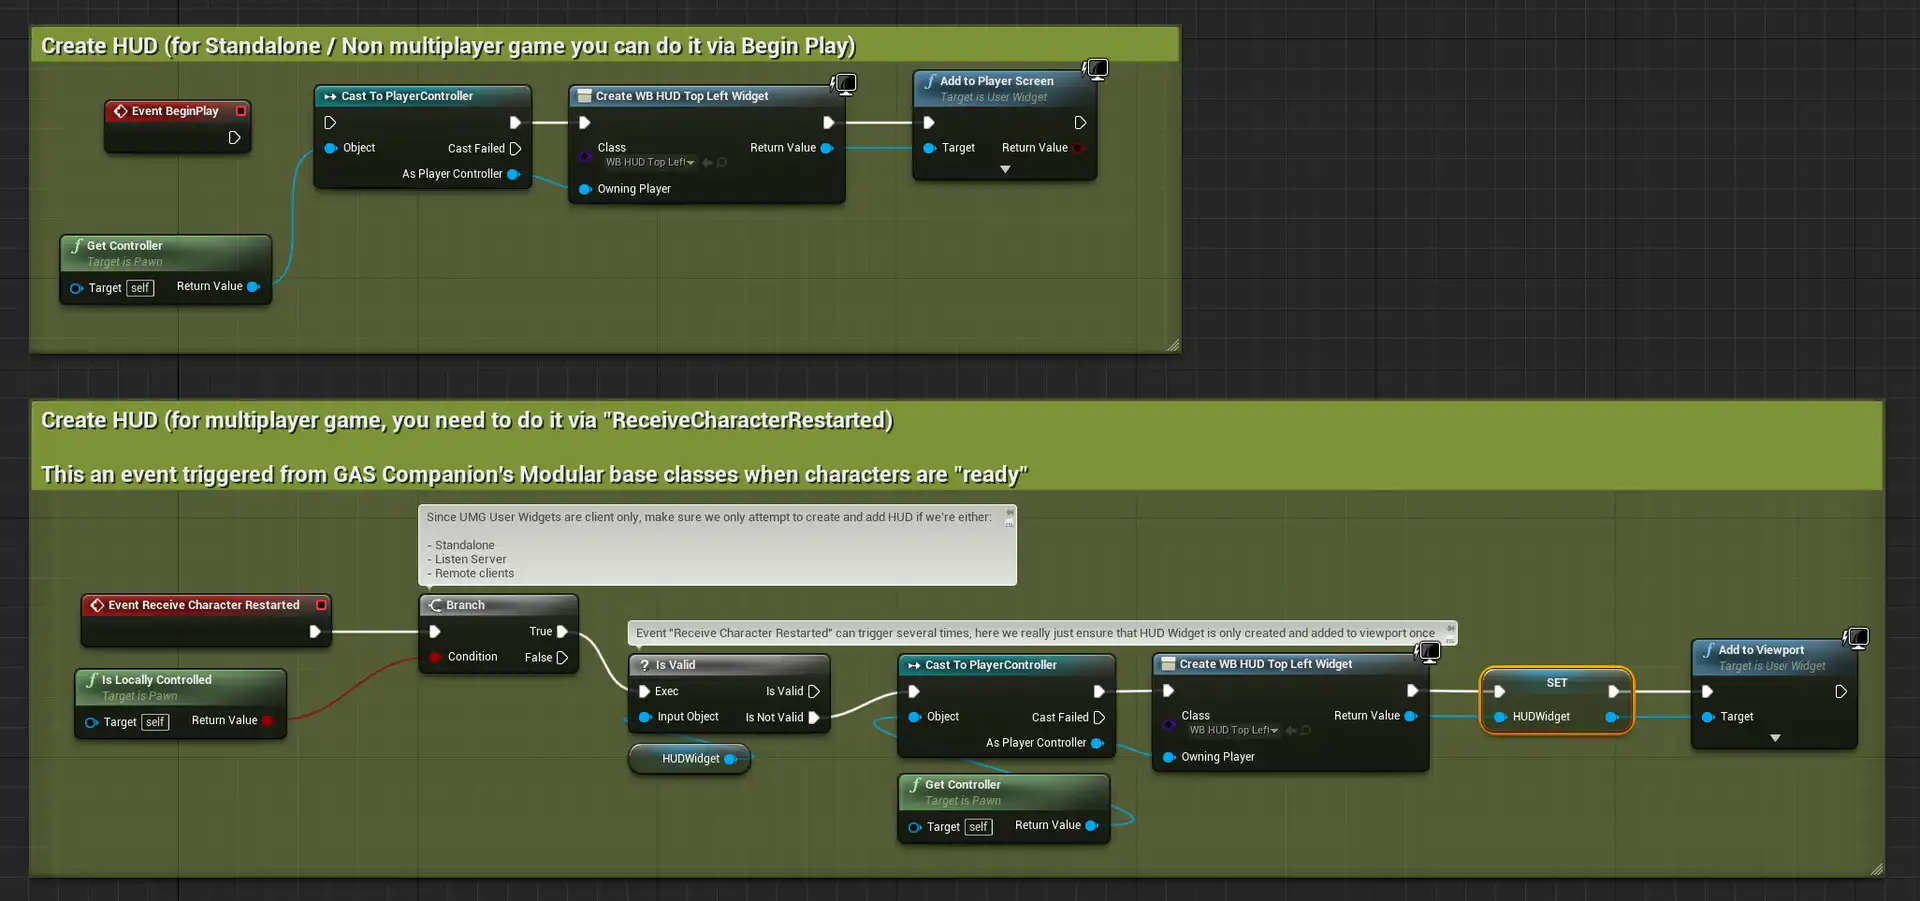 Create HUD (for Standalone / Non multiplayer game you can do it via Begin Play)
Event BeginPlay
Cast To PlayerController
Object
Cast Failed
As Player Controller
Create WB HUD Top Left Widget
Class
WB HUD Top Left
Return Value
Owning Player
Add to Player Screen
Target is User Widget
Target
Return Value
Get Controller
Target is Pawn
Target
self
Return Value
Create HUD (for multiplayer game, you need to do it via "ReceiveCharacterRestarted)
This an event triggered from GAS Companion's Modular base classes when characters are "ready"
Since UMG User Widgets are client only, make sure we only attempt to create and add HUD if we're either:
- Standalone
- Listen Server
- Remote clients
Event Receive Character Restarted
Branch
True
Condition
False
Is Locally Controlled
Target is Pawn
Target
self
Return Value
Event "Receive Character Restarted" can trigger several times, here we really just ensure that HUD Widget is only created and added to viewport once
Is Valid
Exec
Is Valid
Input Object
Is Not Valid
HUDWidget
Cast To PlayerController
Object
Cast Failed
As Player Controller
Get Controller
Target is Pawn
Target
self
Return Value
Create WB HUD Top Left Widget
Class
WB HUD Top Left
Return Value
Owning Player
SET
HUDWidget
Add to Viewport
Target is User Widget
Target